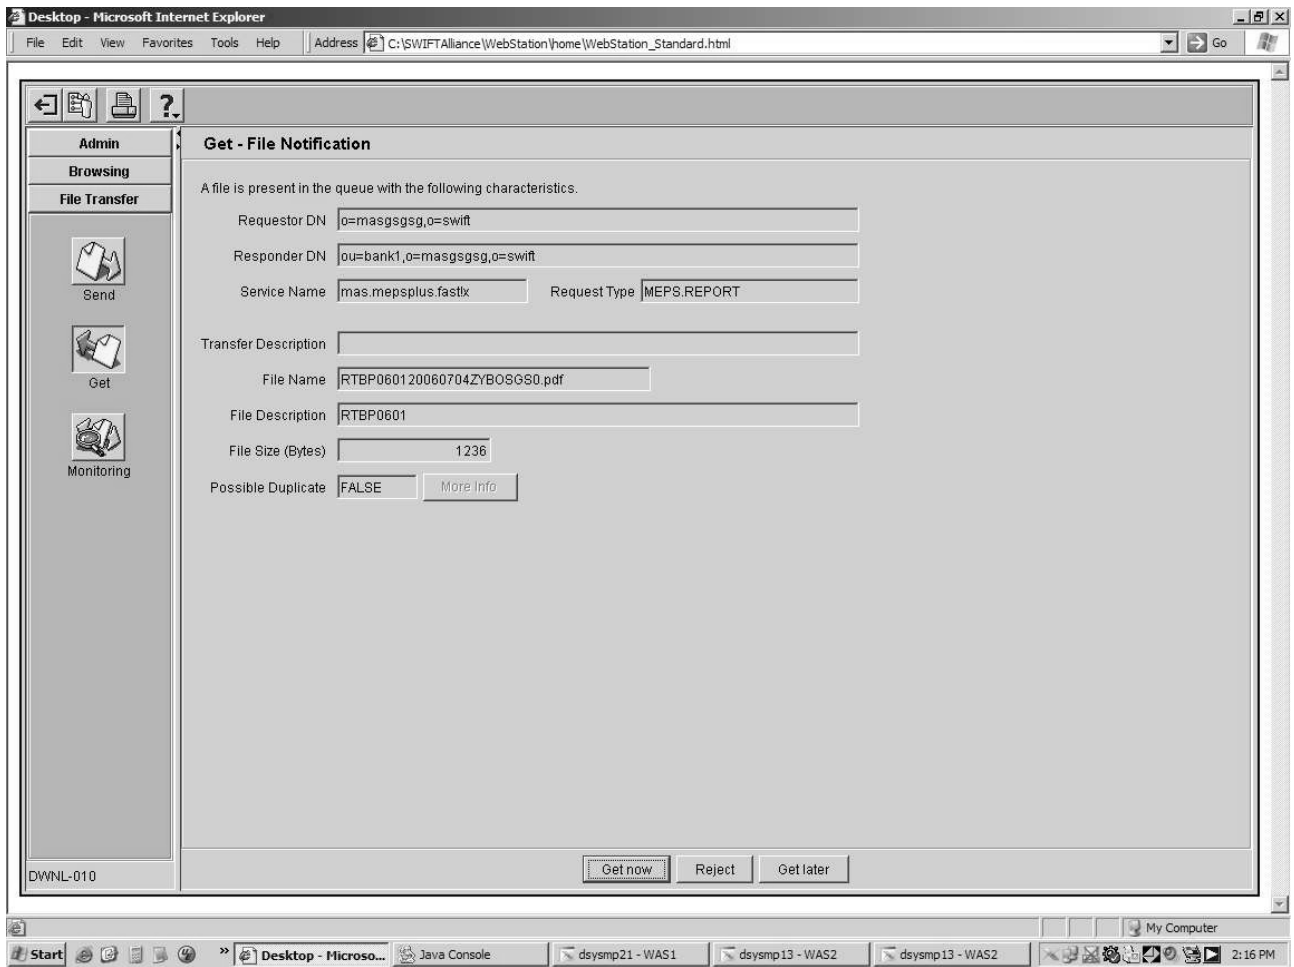 Desktop - Microsoft Internet Explorer
File Edit View Favorites Tools Help Address C:\SWIFTAlliance\WebStation\home\WebStation_Standard.html Go
Admin
Browsing
File Transfer
Send
Get
Monitoring
DWNL-010
Get - File Notification
A file is present in the queue with the following characteristics.
Requestor DN o=masgsgsg,o=swift
Responder DN ou=bank1,o=masgsgsg,o=swift
Service Name mas.mepsplus.fast!x Request Type MEPS.REPORT
Transfer Description
File Name RTBP060120060704ZYBOSGS0.pdf
File Description RTBP0601
File Size (Bytes) 1236
Possible Duplicate FALSE More Info
Get now Reject Get later
My Computer
Start » Desktop - Microso... Java Console dsysmp21 - WAS1 dsysmp13 - WAS2 dsysmp13 - WAS2 2:16 PM